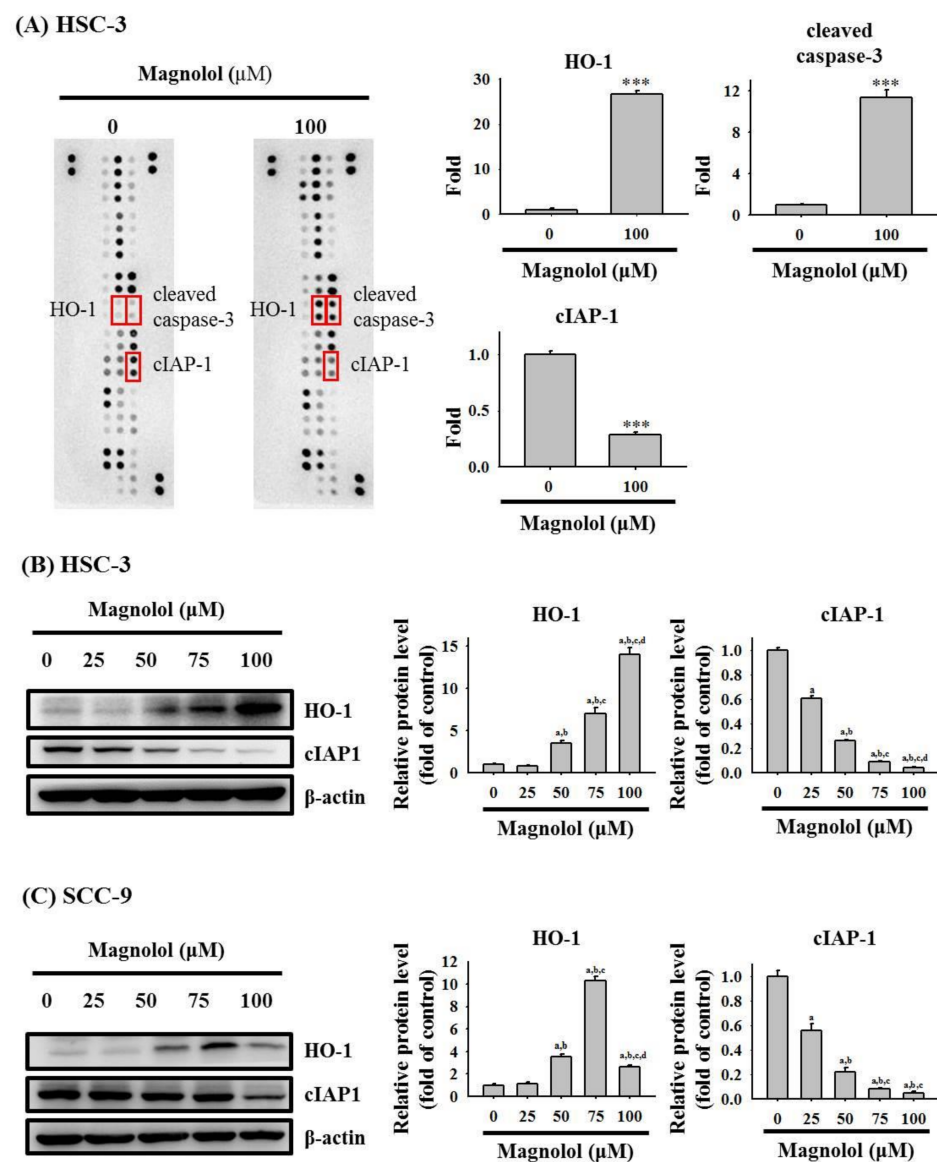 (A) HSC-3
Magnolol (μM)
0 100
HO-1
cleaved
caspase-3
cIAP-1
HO-1
cleaved
caspase-3
cIAP-1
HO-1
Fold
30
20
10
0
***
0 100
Magnolol (μM)
cleaved
caspase-3
Fold
12
8
4
0
***
0 100
Magnolol (μM)
cIAP-1
Fold
1.0
0.5
0.0
***
0 100
Magnolol (μM)
(B) HSC-3
Magnolol (μM)
0 25 50 75 100
HO-1
cIAP1
β-actin
HO-1
Relative protein level
(fold of control)
15
10
5
0
a,b
a,b,c
a,b,c,d
0 25 50 75 100
Magnolol (μM)
cIAP-1
Relative protein level
(fold of control)
1.0
0.8
0.6
0.4
0.2
0.0
a
a,b
a,b,c
a,b,c,d
0 25 50 75 100
Magnolol (μM)
(C) SCC-9
Magnolol (μM)
0 25 50 75 100
HO-1
cIAP1
β-actin
HO-1
Relative protein level
(fold of control)
12
10
8
6
4
2
0
a,b
a,b,c
a,b,c,d
0 25 50 75 100
Magnolol (μM)
cIAP-1
Relative protein level
(fold of control)
1.0
0.8
0.6
0.4
0.2
0.0
a
a,b
a,b,c
a,b,c
0 25 50 75 100
Magnolol (μM)